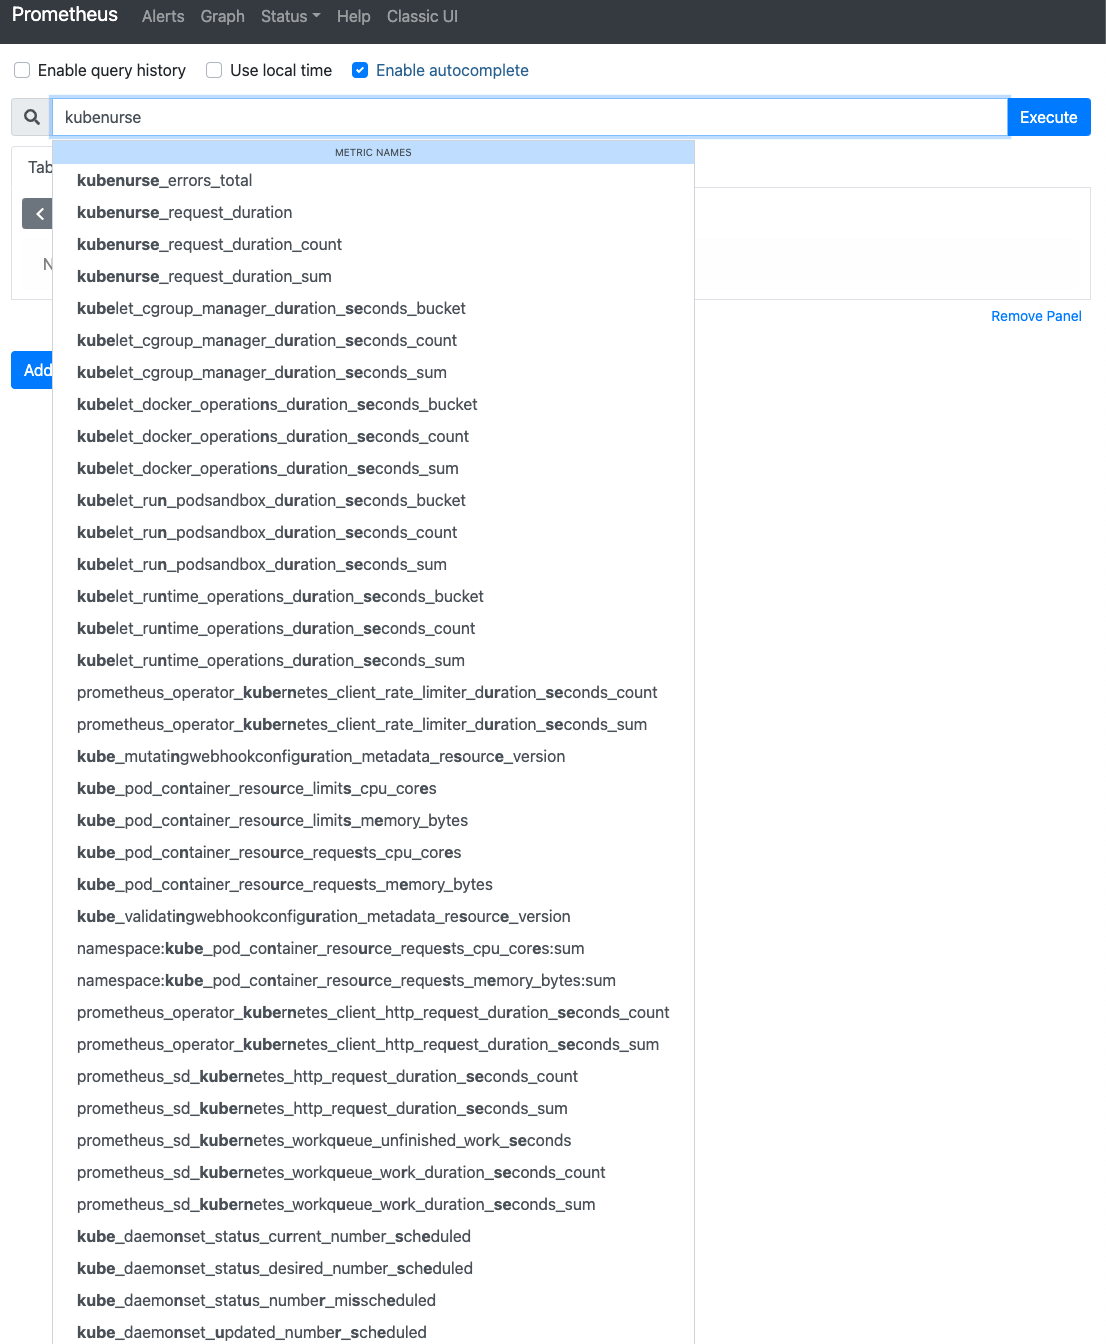 Prometheus Alerts Graph Status Help Classic UI
Enable query history Use local time Enable autocomplete
kubenurse Execute
METRIC NAMES
Tab
kubenurse_errors_total
kubenurse_request_duration
kubenurse_request_duration_count
kubenurse_request_duration_sum
kubelet_cgroup_manager_duration_seconds_bucket
Remove Panel
kubelet_cgroup_manager_duration_seconds_count
kubelet_cgroup_manager_duration_seconds_sum
Add
kubelet_docker_operations_duration_seconds_bucket
kubelet_docker_operations_duration_seconds_count
kubelet_docker_operations_duration_seconds_sum
kubelet_run_podsandbox_duration_seconds_bucket
kubelet_run_podsandbox_duration_seconds_count
kubelet_run_podsandbox_duration_seconds_sum
kubelet_runtime_operations_duration_seconds_bucket
kubelet_runtime_operations_duration_seconds_count
kubelet_runtime_operations_duration_seconds_sum
prometheus_operator_kubernetes_client_rate_limiter_duration_seconds_count
prometheus_operator_kubernetes_client_rate_limiter_duration_seconds_sum
kube_mutatingwebhookconfiguration_metadata_resource_version
kube_pod_container_resource_limits_cpu_cores
kube_pod_container_resource_limits_memory_bytes
kube_pod_container_resource_requests_cpu_cores
kube_pod_container_resource_requests_memory_bytes
kube_validatingwebhookconfiguration_metadata_resource_version
namespace:kube_pod_container_resource_requests_cpu_cores:sum
namespace:kube_pod_container_resource_requests_memory_bytes:sum
prometheus_operator_kubernetes_client_http_request_duration_seconds_count
prometheus_operator_kubernetes_client_http_request_duration_seconds_sum
prometheus_sd_kubernetes_http_request_duration_seconds_count
prometheus_sd_kubernetes_http_request_duration_seconds_sum
prometheus_sd_kubernetes_workqueue_unfinished_work_seconds
prometheus_sd_kubernetes_workqueue_work_duration_seconds_count
prometheus_sd_kubernetes_workqueue_work_duration_seconds_sum
kube_daemonset_status_current_number_scheduled
kube_daemonset_status_desired_number_scheduled
kube_daemonset_status_number_misscheduled
kube_daemonset_updated_number_scheduled